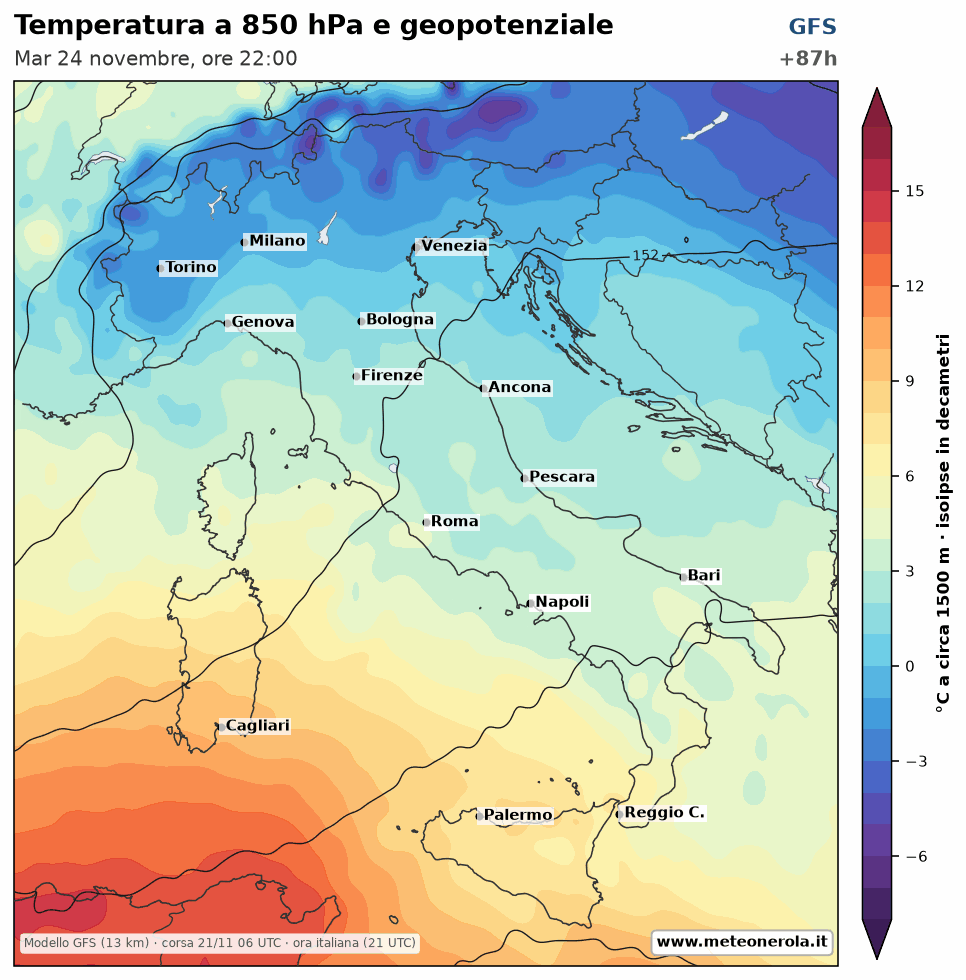 Temperatura a 850 hPa e geopotenziale
GFS
Mar 24 novembre, ore 22:00
+87h
152
Milano
Venezia
Torino
Genova
Bologna
Firenze
Ancona
Pescara
Roma
Bari
Napoli
Cagliari
Palermo
Reggio C.
15
12
9
6
3
0
−3
−6
°C a circa 1500 m · isoipse in decametri
Modello GFS (13 km) · corsa 21/11 06 UTC · ora italiana (21 UTC)
www.meteonerola.it